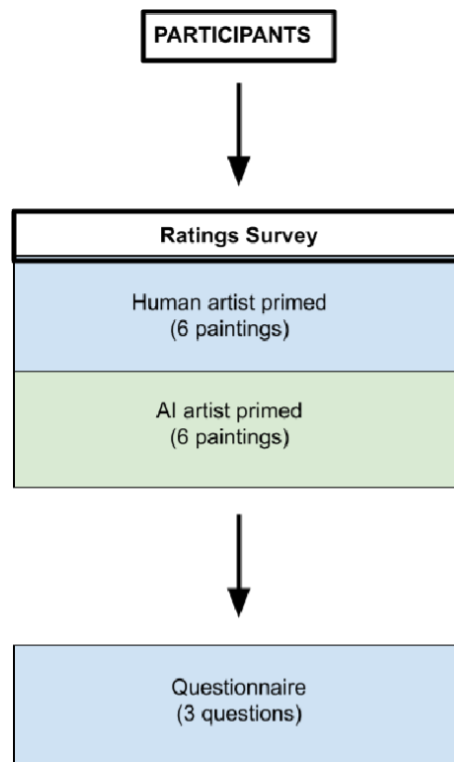 PARTICIPANTS
Ratings Survey
Human artist primed
(6 paintings)
AI artist primed
(6 paintings)
Questionnaire
(3 questions)